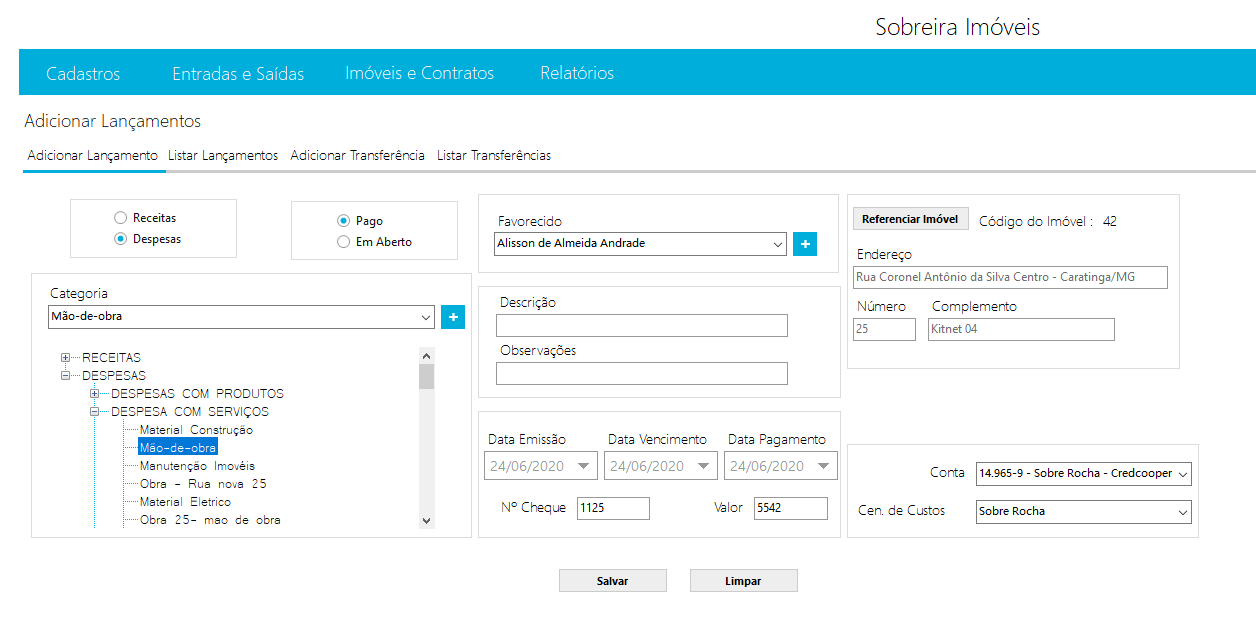 Sobreira Imóveis
Cadastros Entradas e Saídas Imóveis e Contratos Relatórios
Adicionar Lançamentos
Adicionar Lançamento Listar Lançamentos Adicionar Transferência Listar Transferências
Receitas
Despesas
Pago
Em Aberto
Categoria
Mão-de-obra
+
RECEITAS
DESPESAS
DESPESAS COM PRODUTOS
DESPESA COM SERVIÇOS
Material Construção
Mão-de-obra
Manutenção Imovéis
Obra - Rua nova 25
Material Eletrico
Obra 25- mao de obra
Favorecido
Alisson de Almeida Andrade
+
Descrição
Observações
Data Emissão Data Vencimento Data Pagamento
24/06/2020 24/06/2020 24/06/2020
Nº Cheque 1125 Valor 5542
Referenciar Imóvel Código do Imóvel : 42
Endereço
Rua Coronel Antônio da Silva Centro - Caratinga/MG
Número Complemento
25 Kitnet 04
Conta 14.965-9 - Sobre Rocha - Credcooper
Cen. de Custos Sobre Rocha
Salvar Limpar